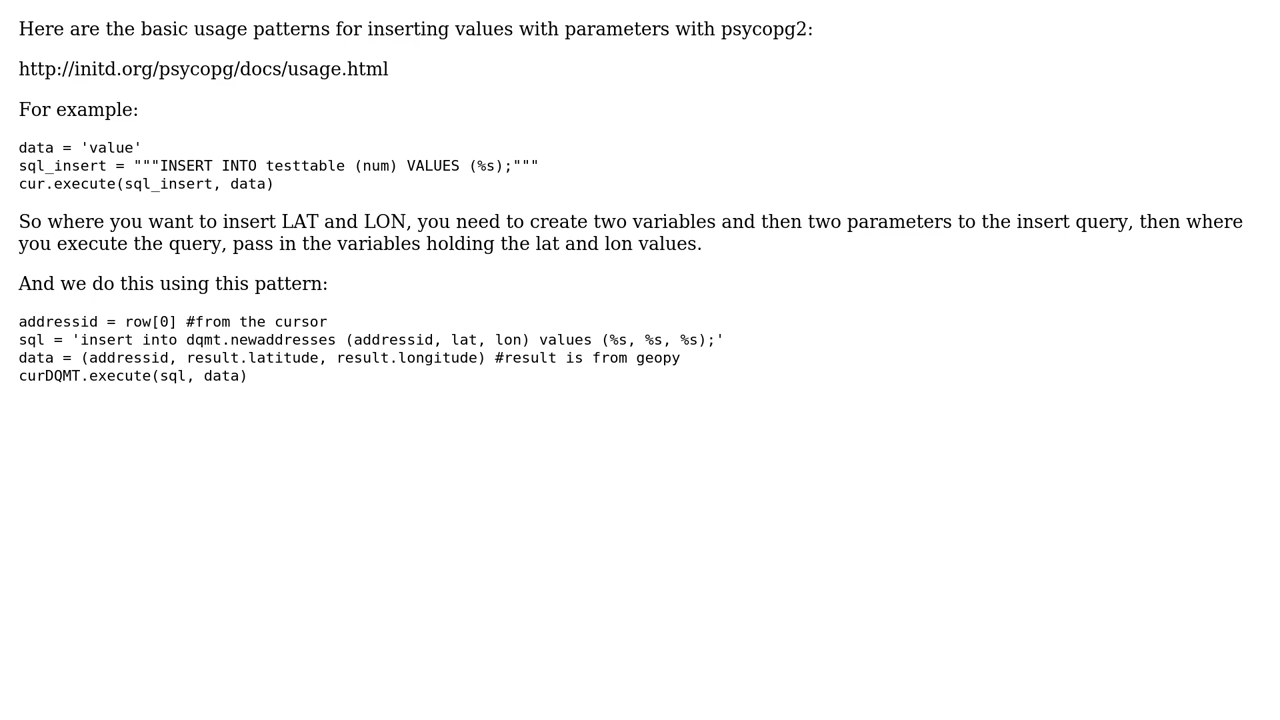 Here are the basic usage patterns for inserting values with parameters with psycopg2:
http://initd.org/psycopg/docs/usage.html
For example:
data = 'value'
sql_insert = """INSERT INTO testtable (num) VALUES (%s);"""
cur.execute(sql_insert, data)
So where you want to insert LAT and LON, you need to create two variables and then two parameters to the insert query, then where
you execute the query, pass in the variables holding the lat and lon values.
And we do this using this pattern:
addressid = row[0] #from the cursor
sql = 'insert into dqmt.newaddresses (addressid, lat, lon) values (%s, %s, %s);'
data = (addressid, result.latitude, result.longitude) #result is from geopy
curDQMT.execute(sql, data)